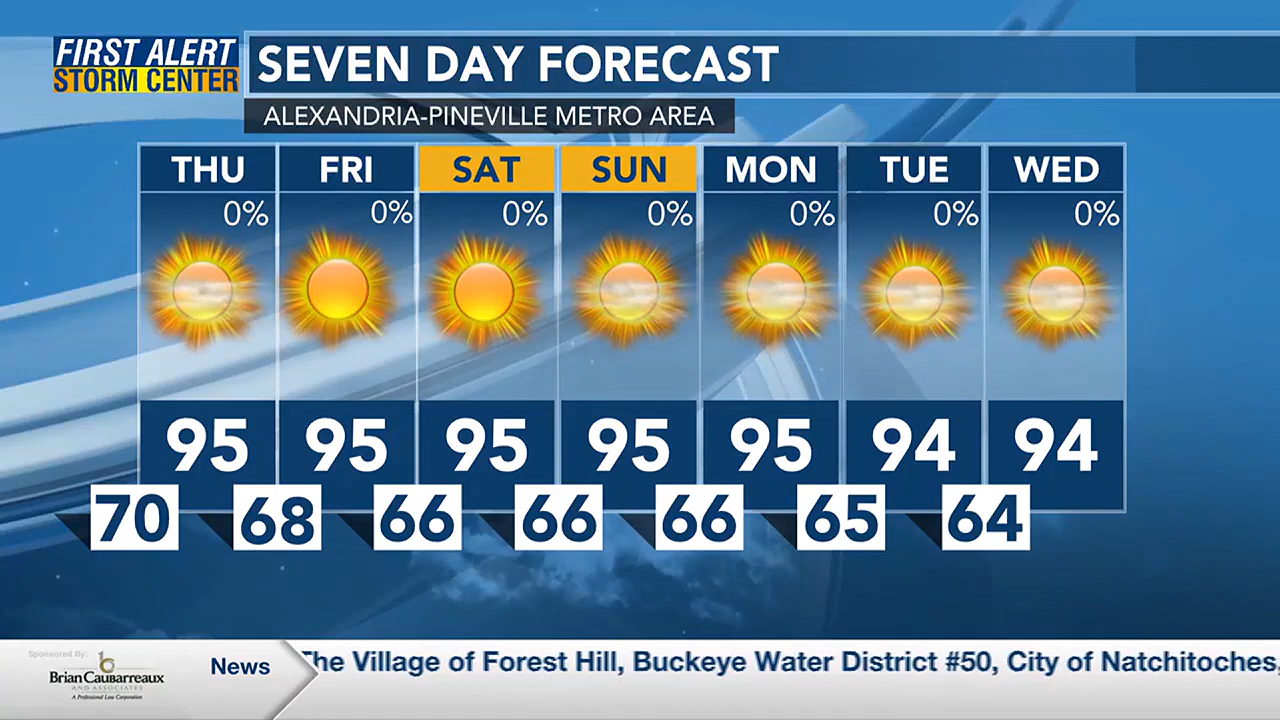 FIRST ALERT
STORM CENTER
SEVEN DAY FORECAST
ALEXANDRIA-PINEVILLE METRO AREA
THU FRI SAT SUN MON TUE WED
0% 0% 0% 0% 0% 0% 0%
95 95 95 95 95 94 94
70 68 66 66 66 65 64
Sponsored By:
Brian Caubarreaux
AND ASSOCIATES
A Professional Law Corporation
News
The Village of Forest Hill, Buckeye Water District #50, City of Natchitoches,